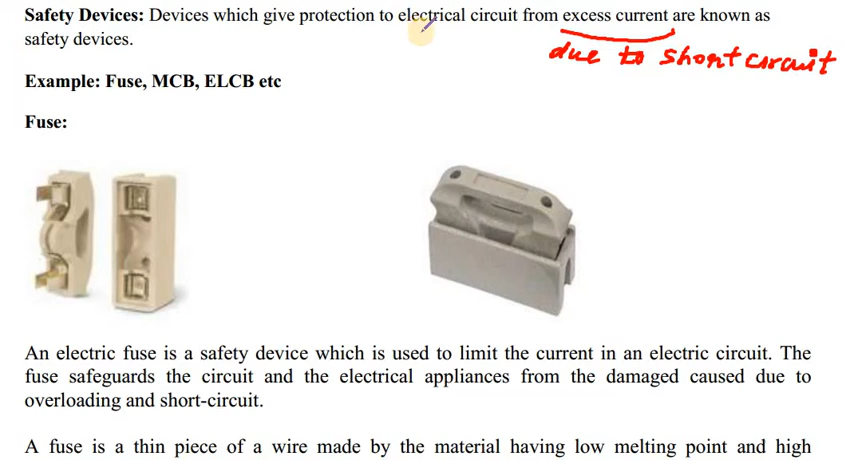 Safety Devices: Devices which give protection to electrical circuit from excess current are known as
safety devices.
due to short circuit
Example: Fuse, MCB, ELCB etc
Fuse:
An electric fuse is a safety device which is used to limit the current in an electric circuit. The
fuse safeguards the circuit and the electrical appliances from the damaged caused due to
overloading and short-circuit.
A fuse is a thin piece of a wire made by the material having low melting point and high